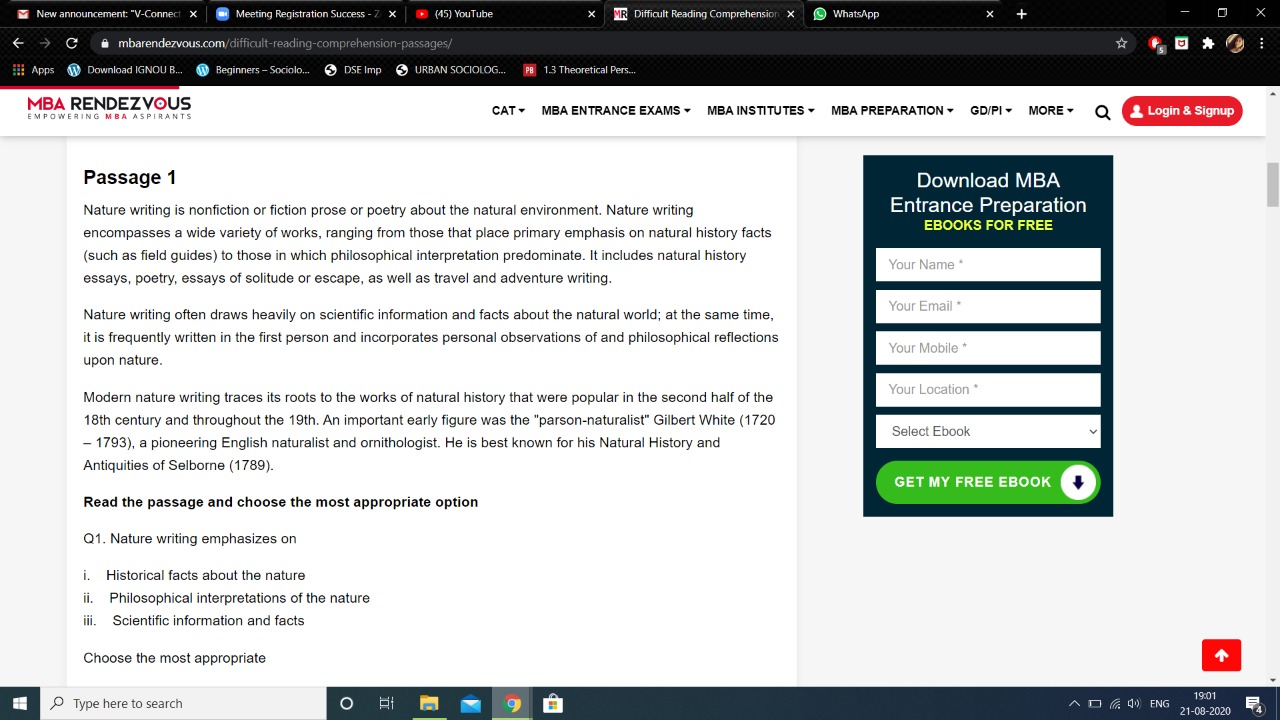 New announcement: "V-Connect
Meeting Registration Success - Z
(45) YouTube
Difficult Reading Comprehension
WhatsApp
mbarendezvous.com/difficult-reading-comprehension-passages/
Apps
Download IGNOU B...
Beginners – Sociolo...
DSE Imp
URBAN SOCIOLOG...
1.3 Theoretical Pers...
MBA RENDEZVOUS
EMPOWERING MBA ASPIRANTS
CAT
MBA ENTRANCE EXAMS
MBA INSTITUTES
MBA PREPARATION
GD/PI
MORE
Login & Signup
Passage 1
Nature writing is nonfiction or fiction prose or poetry about the natural environment. Nature writing
encompasses a wide variety of works, ranging from those that place primary emphasis on natural history facts
(such as field guides) to those in which philosophical interpretation predominate. It includes natural history
essays, poetry, essays of solitude or escape, as well as travel and adventure writing.
Nature writing often draws heavily on scientific information and facts about the natural world; at the same time,
it is frequently written in the first person and incorporates personal observations of and philosophical reflections
upon nature.
Modern nature writing traces its roots to the works of natural history that were popular in the second half of the
18th century and throughout the 19th. An important early figure was the "parson-naturalist" Gilbert White (1720
– 1793), a pioneering English naturalist and ornithologist. He is best known for his Natural History and
Antiquities of Selborne (1789).
Read the passage and choose the most appropriate option
Q1. Nature writing emphasizes on
i. Historical facts about the nature
ii. Philosophical interpretations of the nature
iii. Scientific information and facts
Choose the most appropriate
Download MBA
Entrance Preparation
EBOOKS FOR FREE
Your Name *
Your Email *
Your Mobile *
Your Location *
Select Ebook
GET MY FREE EBOOK
Type here to search
ENG
19:01
21-08-2020
4